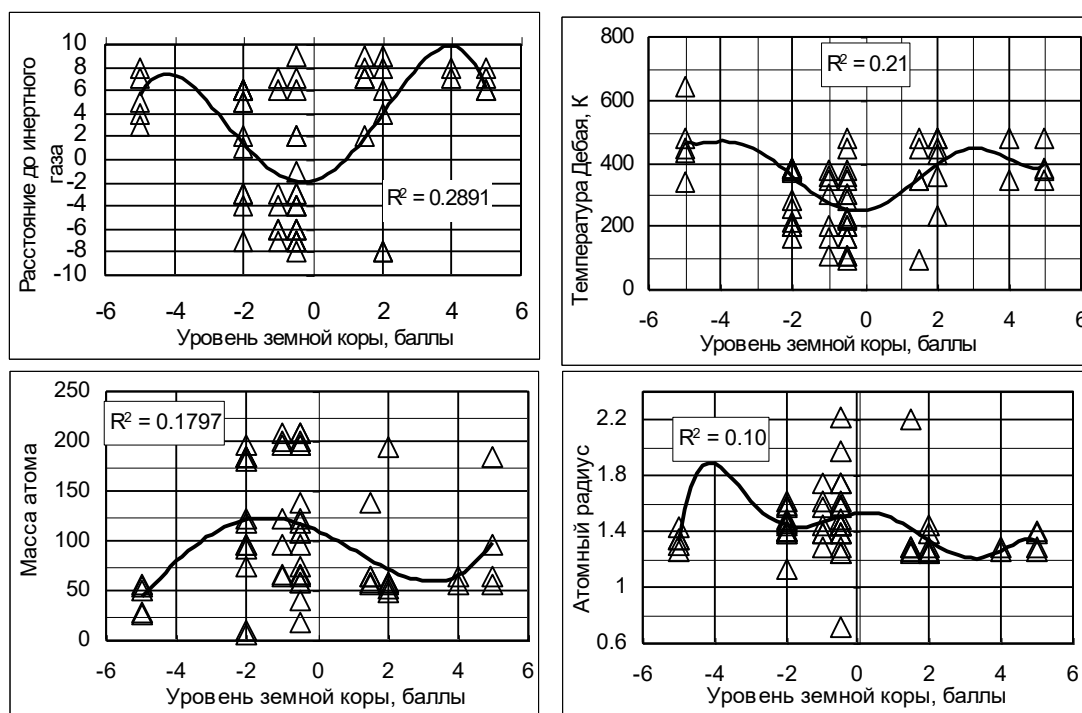 Расстояние до инертного
газа
10
8
6
4
2
0
-2
-4
-6
-8
-10
R² = 0.2891
-6 -4 -2 0 2 4 6
Уровень земной коры, баллы
Температура Дебая, К
800
600
400
200
0
R² = 0.21
-6 -4 -2 0 2 4 6
Уровень земной коры, баллы
Масса атома
250
200
150
100
50
0
R² = 0.1797
-6 -4 -2 0 2 4 6
Уровень земной коры, баллы
Атомный радиус
2.2
1.8
1.4
1
0.6
R² = 0.10
-6 -4 -2 0 2 4 6
Уровень земной коры, баллы